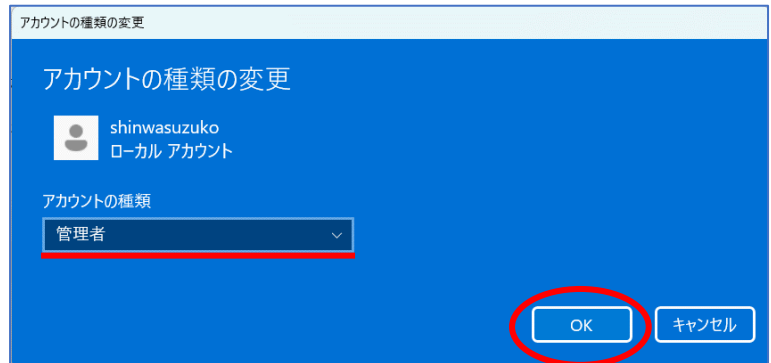 アカウントの種類の変更
アカウントの種類の変更
shinwasuzuko
ローカル アカウント
アカウントの種類
管理者
OK キャンセル